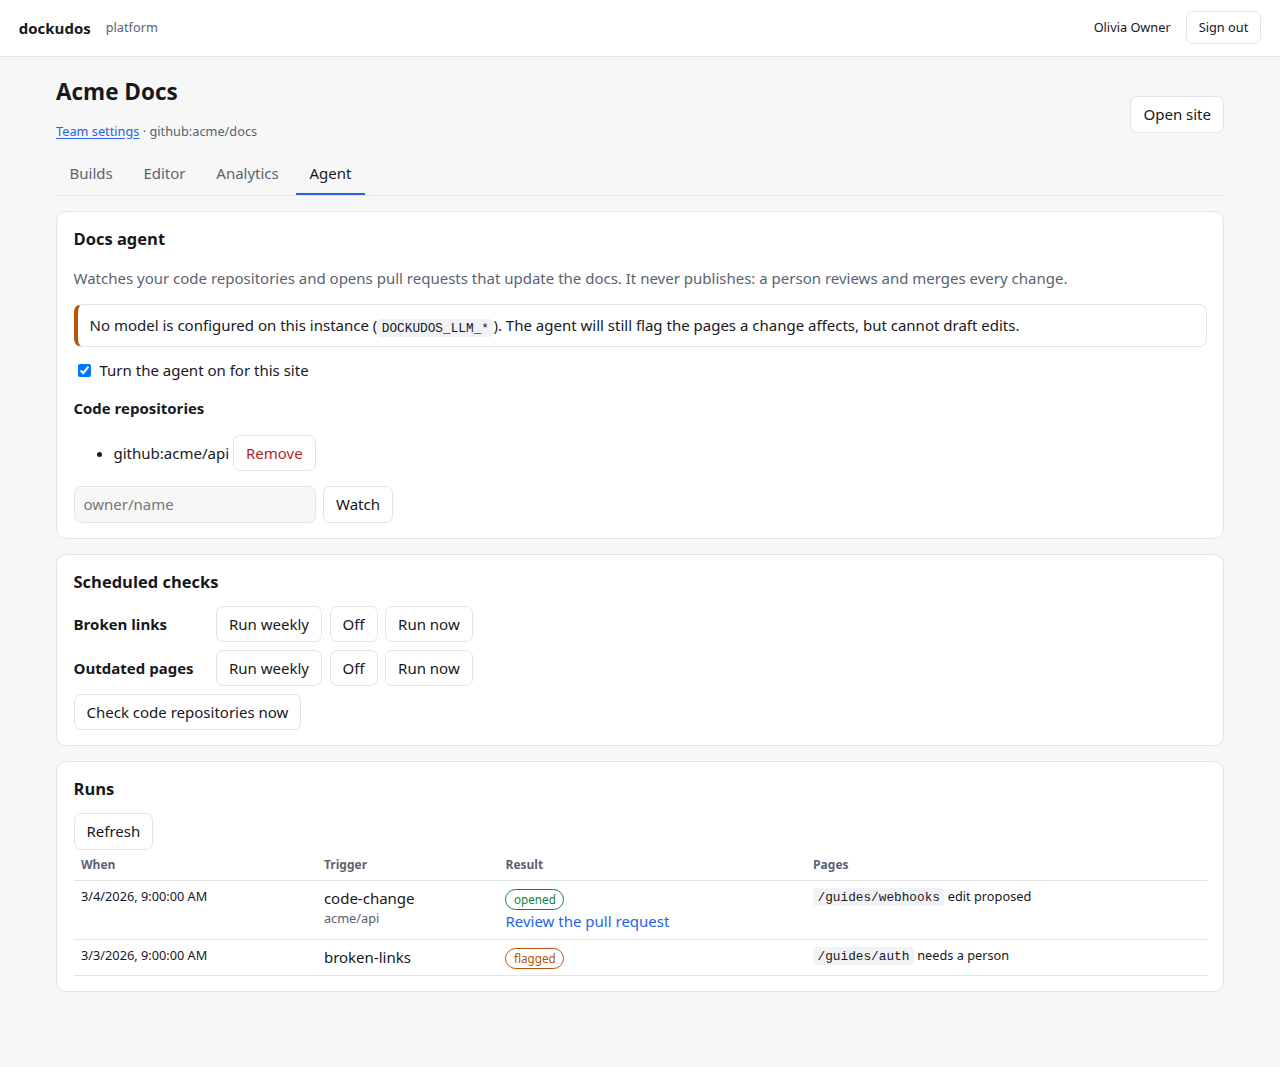 dockudos platform Olivia Owner Sign out
Acme Docs
Open site
Team settings · github:acme/docs
Builds Editor Analytics Agent
Docs agent
Watches your code repositories and opens pull requests that update the docs. It never publishes: a person reviews and merges every change.
No model is configured on this instance (DOCKUDOS_LLM_*). The agent will still flag the pages a change affects, but cannot draft edits.
Turn the agent on for this site
Code repositories
• github:acme/api Remove
owner/name Watch
Scheduled checks
Broken links Run weekly Off Run now
Outdated pages Run weekly Off Run now
Check code repositories now
Runs
Refresh
When Trigger Result Pages
3/4/2026, 9:00:00 AM code-change opened /guides/webhooks edit proposed
acme/api Review the pull request
3/3/2026, 9:00:00 AM broken-links flagged /guides/auth needs a person